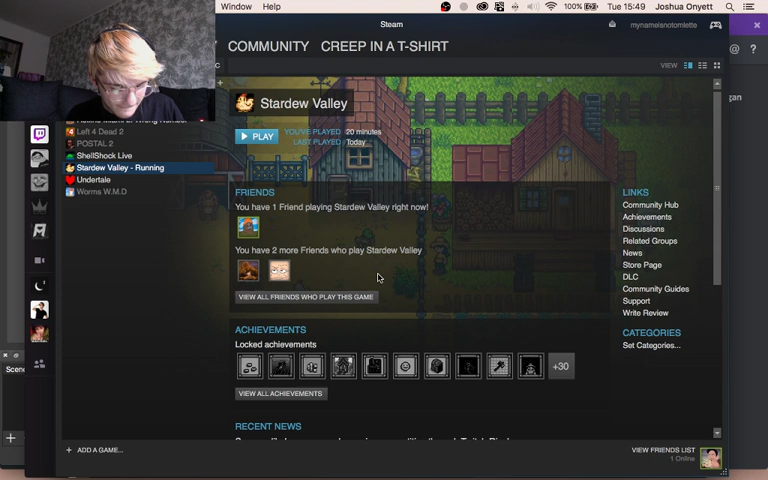 Window Help
100%
Tue 15:49 Joshua Onyett
Steam
mynameisnotomlette
COMMUNITY CREEP IN A T-SHIRT
VIEW
Stardew Valley
PLAY
YOU'VE PLAYED 20 minutes
LAST PLAYED Today
Left 4 Dead 2
POSTAL 2
ShellShock Live
Stardew Valley - Running
Undertale
Worms W.M.D
FRIENDS
You have 1 Friend playing Stardew Valley right now!
You have 2 more Friends who play Stardew Valley
VIEW ALL FRIENDS WHO PLAY THIS GAME
ACHIEVEMENTS
Locked achievements
+30
VIEW ALL ACHIEVEMENTS
RECENT NEWS
LINKS
Community Hub
Achievements
Discussions
Related Groups
News
Store Page
DLC
Community Guides
Support
Write Review
CATEGORIES
Set Categories...
Scen
+ ADD A GAME...
VIEW FRIENDS LIST
1 Online